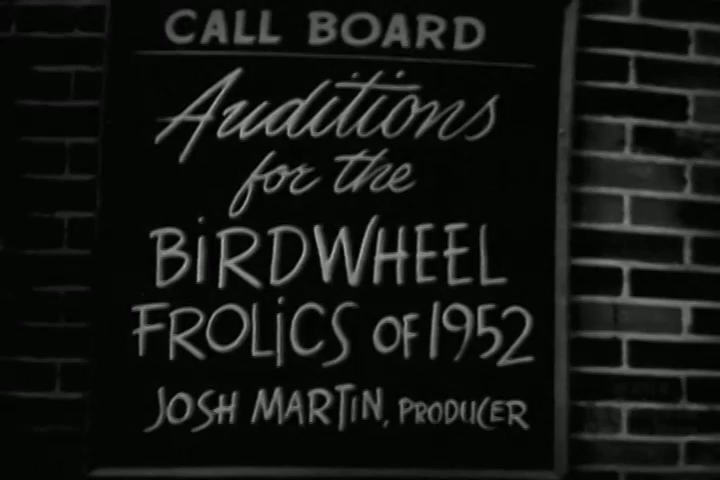 CALL BOARD
Auditions
for the
BiRDWHEEL
FROLiCS OF 1952
JOSH MARTiN, PRODUCER